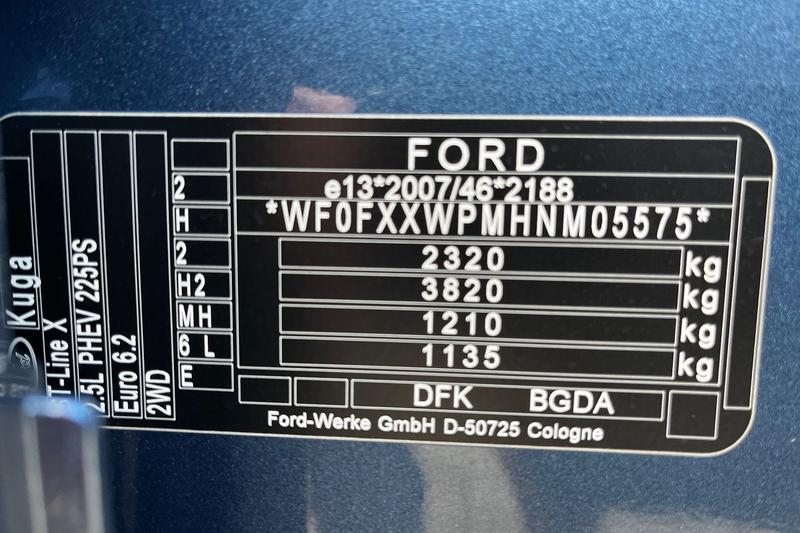 FORD
e13*2007/46*2188
*WF0FXXWPMHNM05575*
2320 kg
3820 kg
1210 kg
1135 kg
DFK BGDA
Ford-Werke GmbH D-50725 Cologne
2
H
2
H2
MH
6 L
E
Kuga
ST-Line X
2.5L PHEV 225PS
Euro 6.2
2WD